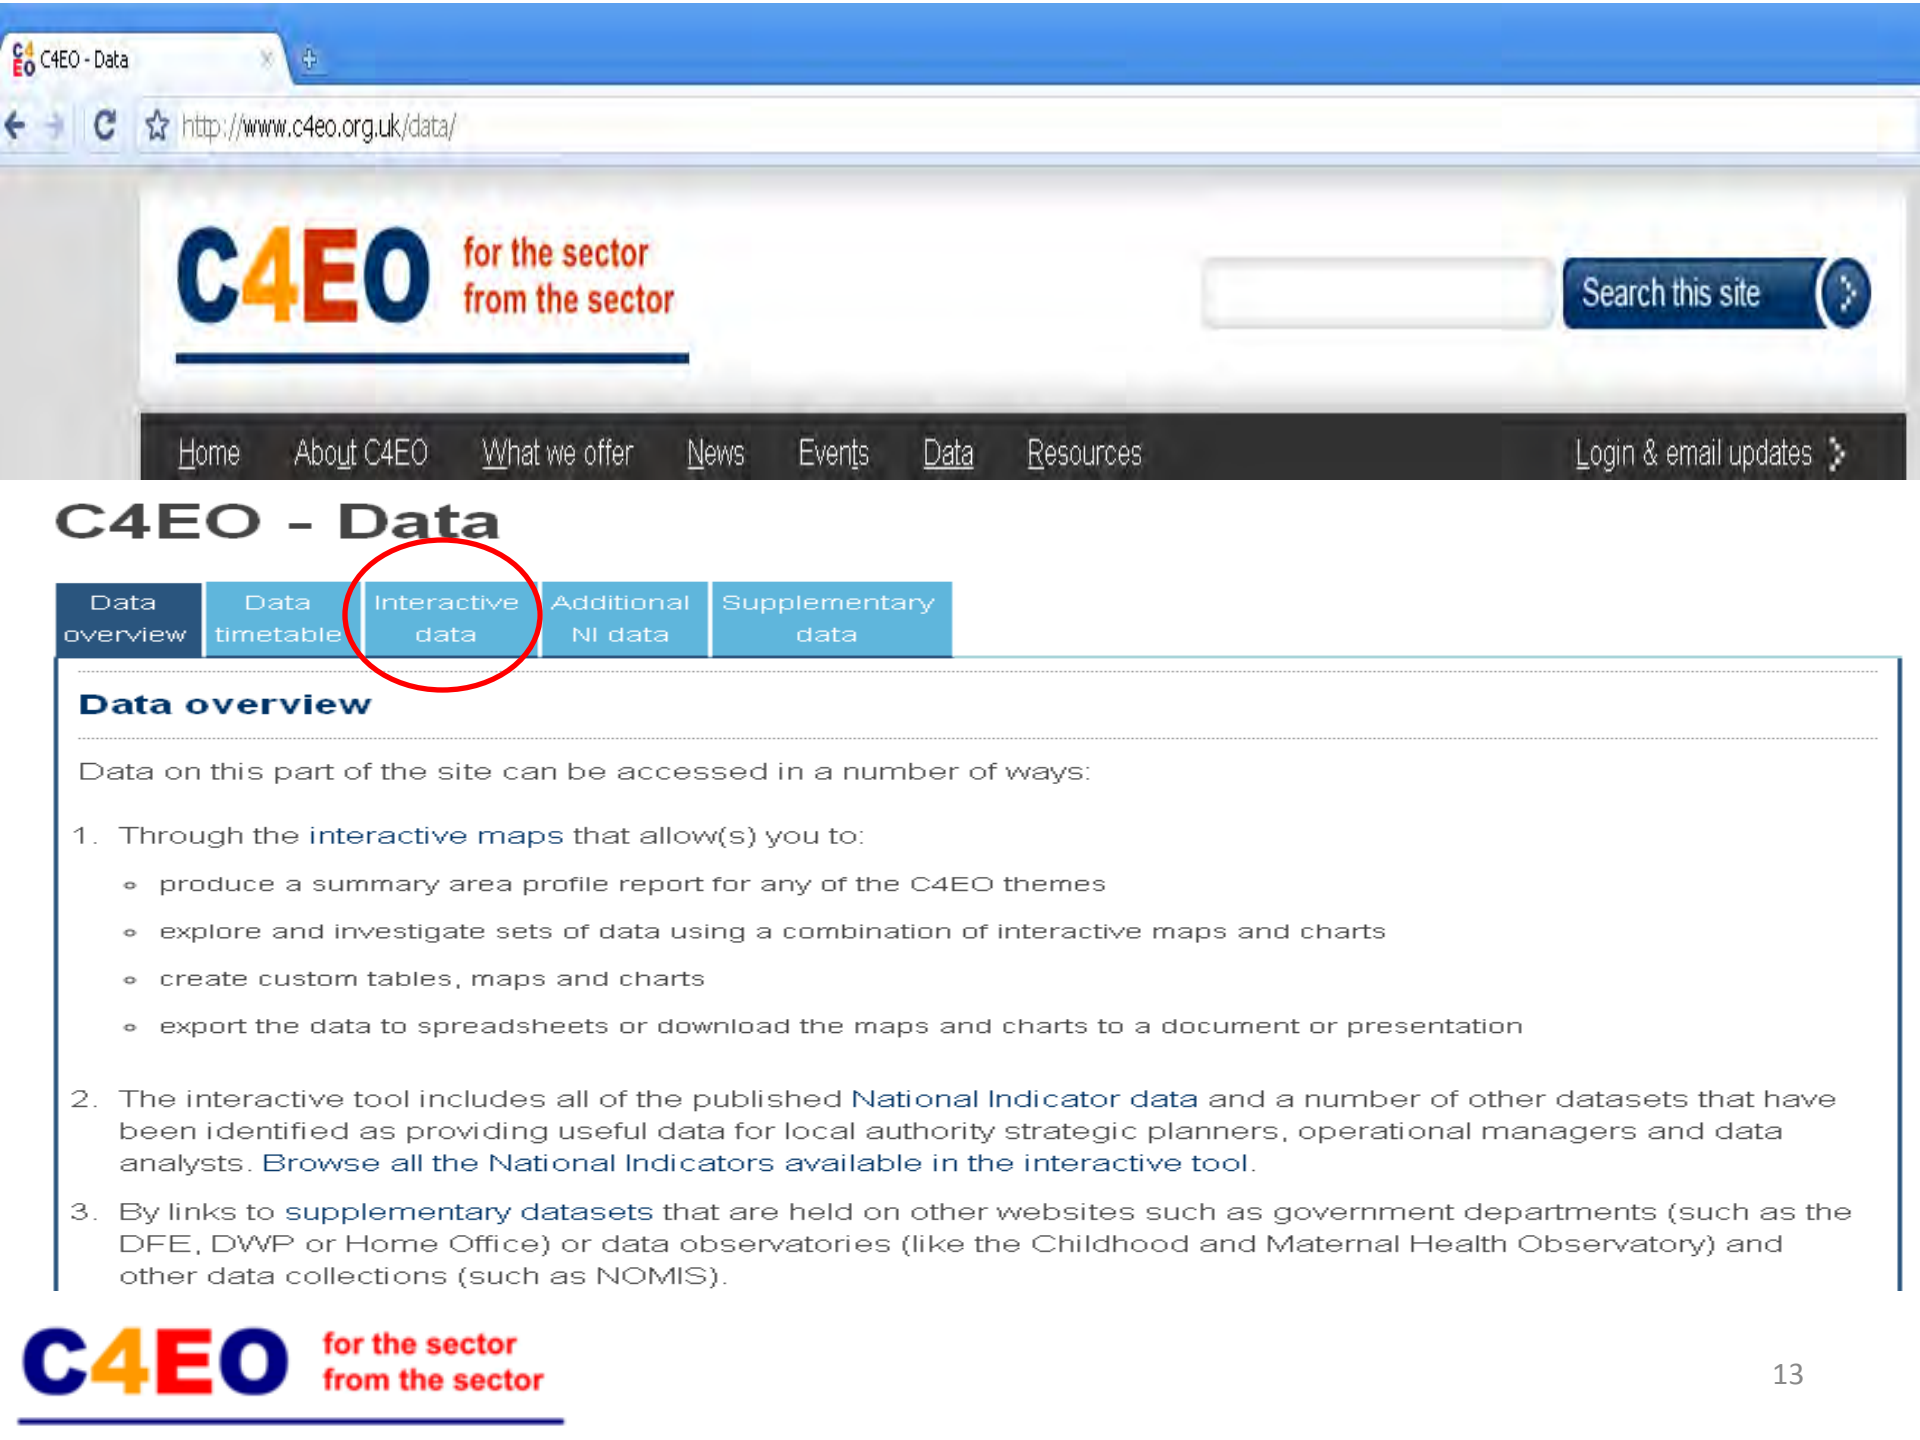 C4EO - Data
http://www.c4eo.org.uk/data/
C4EO for the sector
from the sector
Search this site
Home About C4EO What we offer News Events Data Resources Login & email updates
C4EO - Data
Data overview
Data timetable
Interactive data
Additional NI data
Supplementary data
Data overview
Data on this part of the site can be accessed in a number of ways:
1. Through the interactive maps that allow(s) you to:
produce a summary area profile report for any of the C4EO themes
explore and investigate sets of data using a combination of interactive maps and charts
create custom tables, maps and charts
export the data to spreadsheets or download the maps and charts to a document or presentation
2. The interactive tool includes all of the published National Indicator data and a number of other datasets that have
been identified as providing useful data for local authority strategic planners, operational managers and data
analysts. Browse all the National Indicators available in the interactive tool.
3. By links to supplementary datasets that are held on other websites such as government departments (such as the
DFE, DWP or Home Office) or data observatories (like the Childhood and Maternal Health Observatory) and
other data collections (such as NOMIS).
C4EO for the sector
from the sector
13